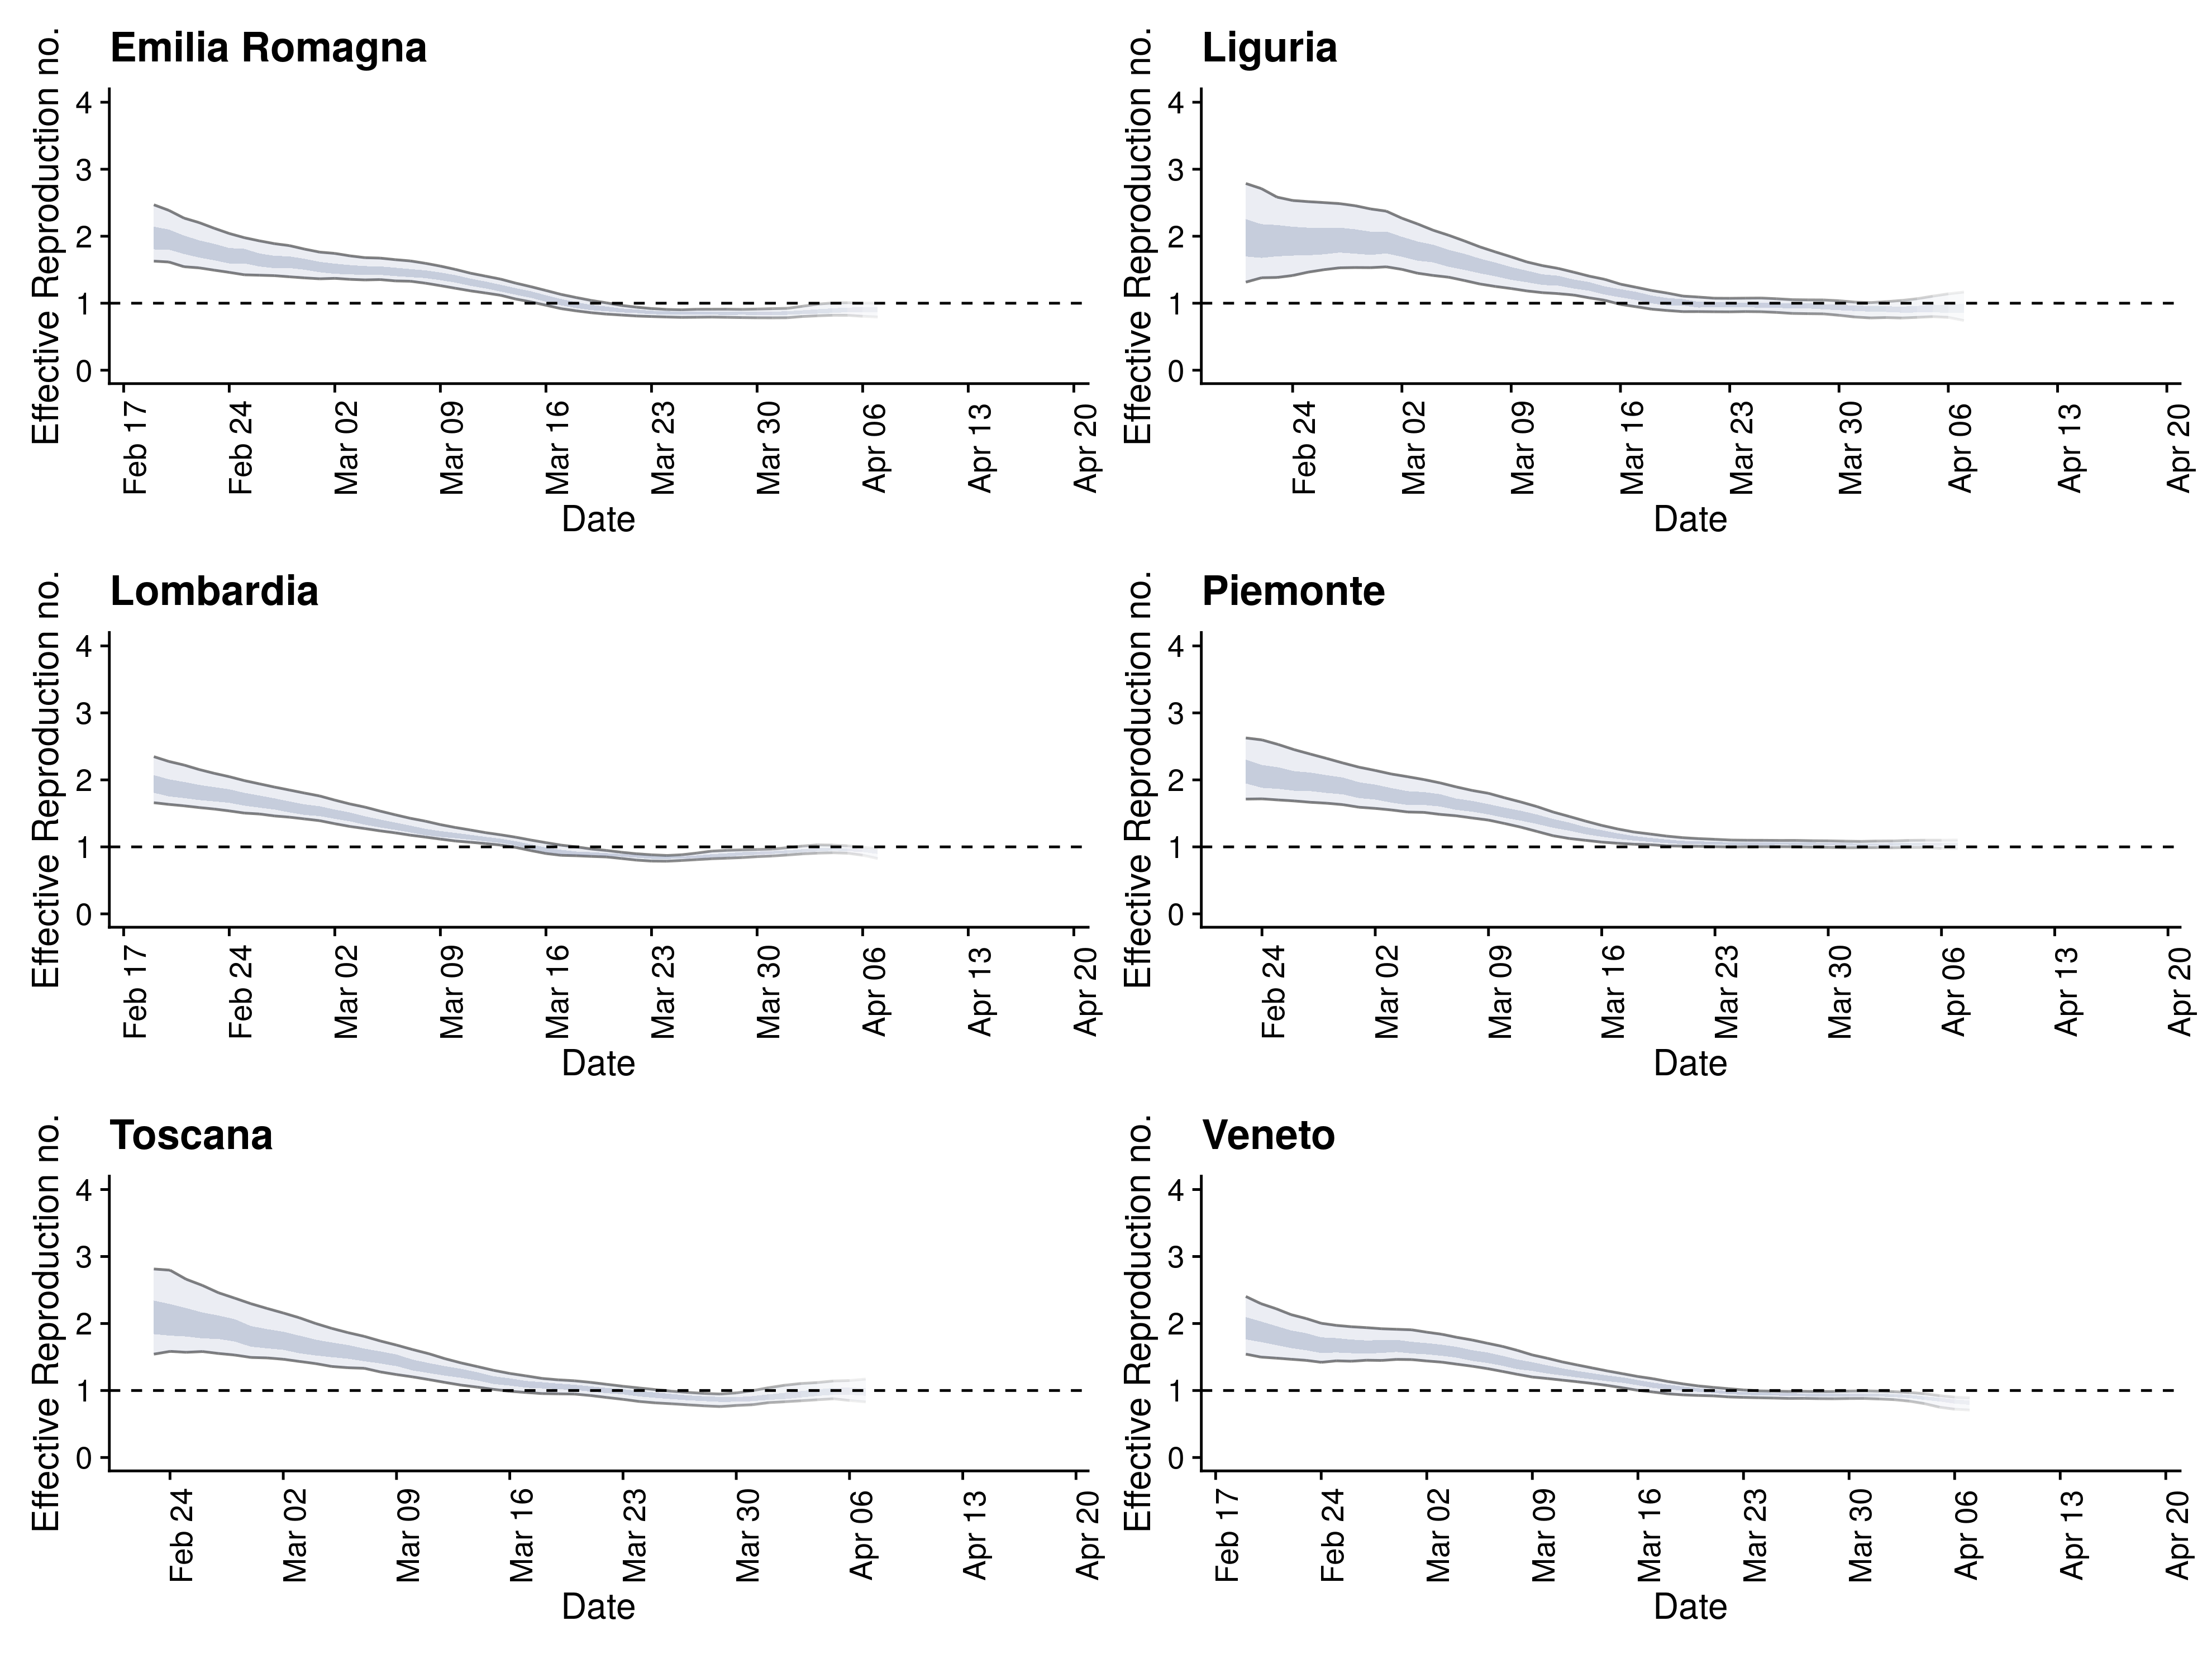 Emilia Romagna
Effective Reproduction no.
4
3
2
1
0
Feb 17 Feb 24 Mar 02 Mar 09 Mar 16 Mar 23 Mar 30 Apr 06 Apr 13 Apr 20
Date
Liguria
Effective Reproduction no.
4
3
2
1
0
Feb 24 Mar 02 Mar 09 Mar 16 Mar 23 Mar 30 Apr 06 Apr 13 Apr 20
Date
Lombardia
Effective Reproduction no.
4
3
2
1
0
Feb 17 Feb 24 Mar 02 Mar 09 Mar 16 Mar 23 Mar 30 Apr 06 Apr 13 Apr 20
Date
Piemonte
Effective Reproduction no.
4
3
2
1
0
Feb 24 Mar 02 Mar 09 Mar 16 Mar 23 Mar 30 Apr 06 Apr 13 Apr 20
Date
Toscana
Effective Reproduction no.
4
3
2
1
0
Feb 24 Mar 02 Mar 09 Mar 16 Mar 23 Mar 30 Apr 06 Apr 13 Apr 20
Date
Veneto
Effective Reproduction no.
4
3
2
1
0
Feb 17 Feb 24 Mar 02 Mar 09 Mar 16 Mar 23 Mar 30 Apr 06 Apr 13 Apr 20
Date